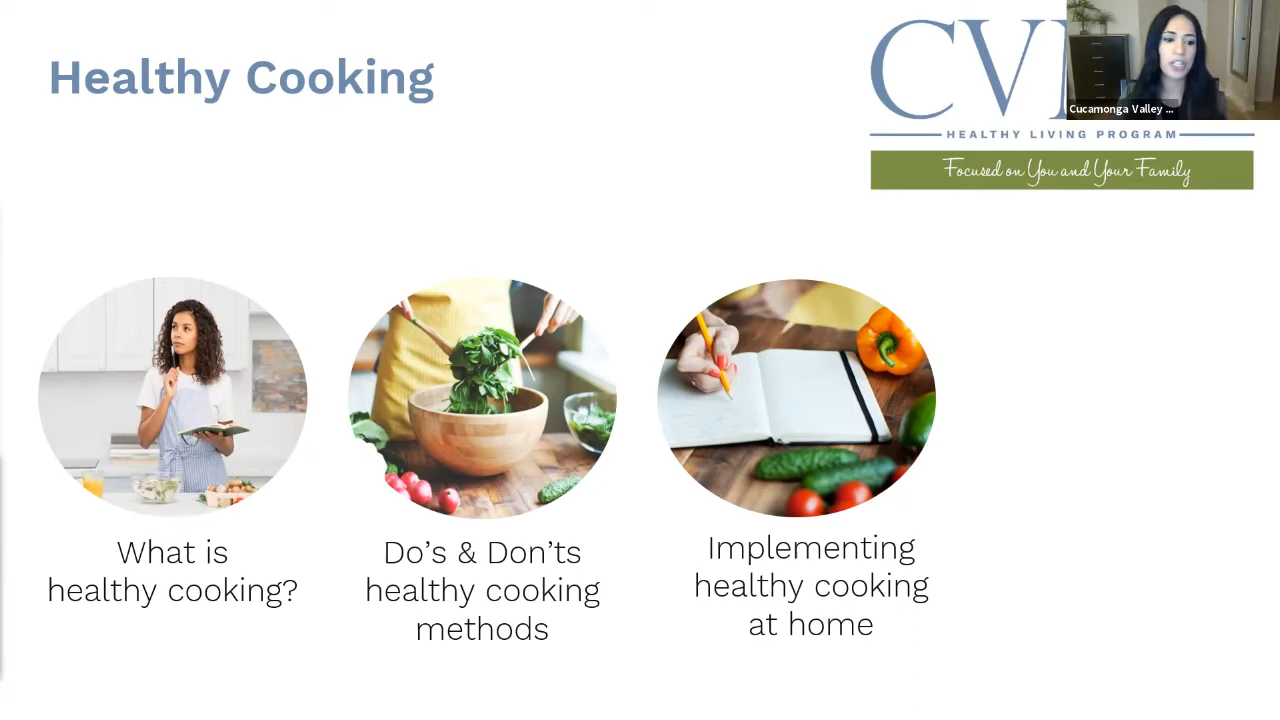 Healthy Cooking
CVI
Cucamonga Valley ...
HEALTHY LIVING PROGRAM
Focused on You and Your Family
What is
healthy cooking?
Do's & Don'ts
healthy cooking
methods
Implementing
healthy cooking
at home